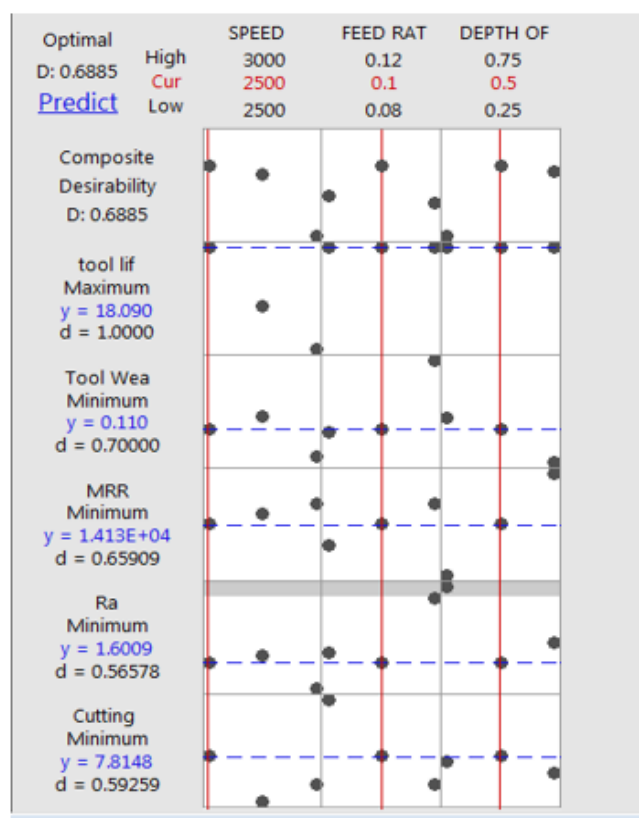 Optimal
D: 0.6885
Predict
High
Cur
Low
SPEED
3000
2500
2500
FEED RAT
0.12
0.1
0.08
DEPTH OF
0.75
0.5
0.25
Composite
Desirability
D: 0.6885
tool lif
Maximum
y = 18.090
d = 1.0000
Tool Wea
Minimum
y = 0.110
d = 0.70000
MRR
Minimum
y = 1.413E+04
d = 0.65909
Ra
Minimum
y = 1.6009
d = 0.56578
Cutting
Minimum
y = 7.8148
d = 0.59259